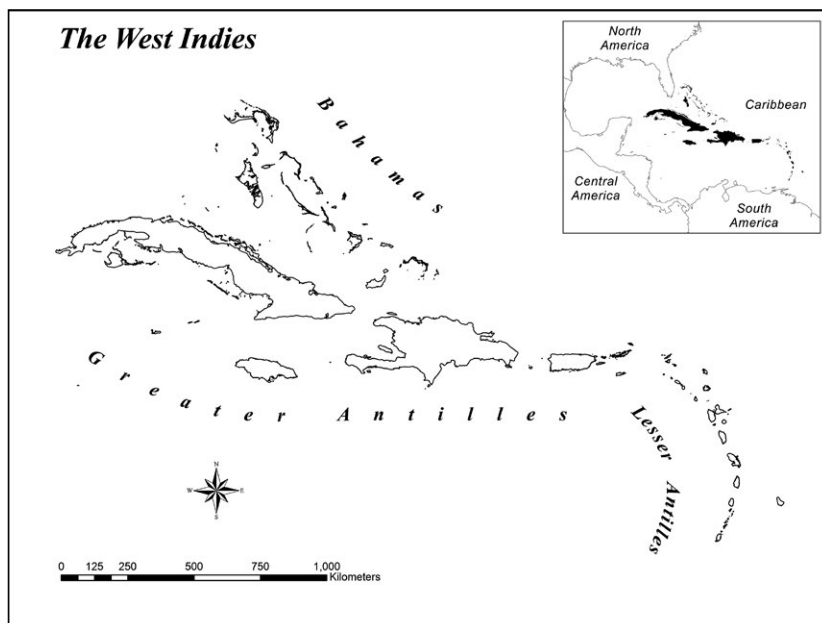 The West Indies
North
America
Caribbean
Central
America
South
America
Bahamas
Greater Antilles
Lesser
Antilles
N
W E
S
0 125 250 500 750 1,000
Kilometers